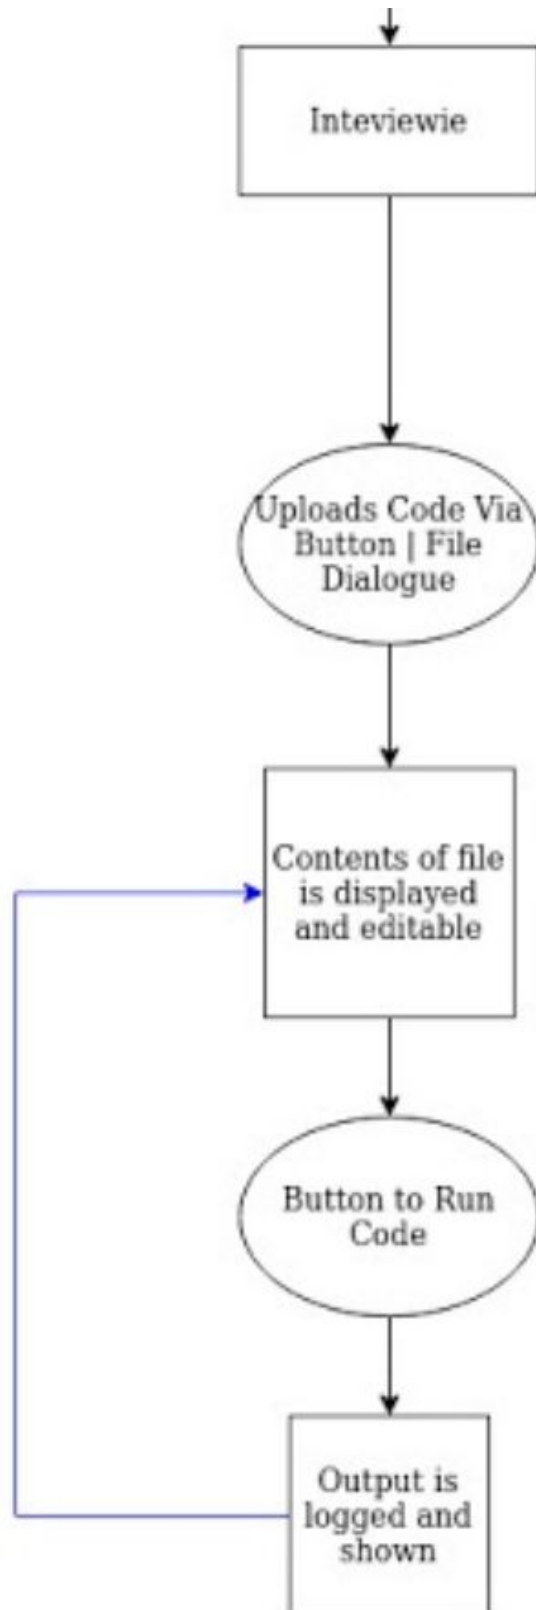 Inteviewie
Uploads Code Via
Button | File
Dialogue
Contents of file
is displayed
and editable
Button to Run
Code
Output is
logged and
shown